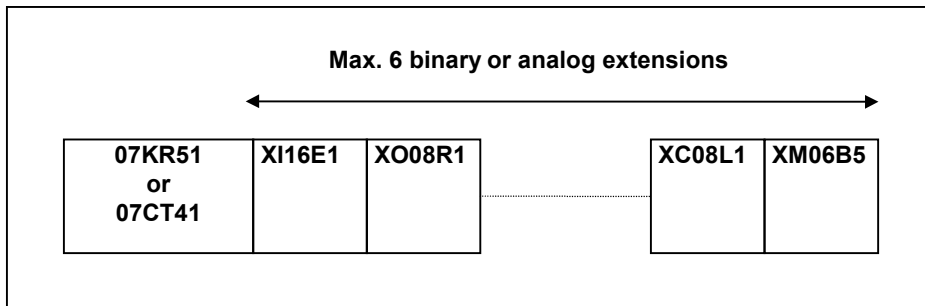 Max. 6 binary or analog extensions
07KR51
or
07CT41
XI16E1
XO08R1
XC08L1
XM06B5